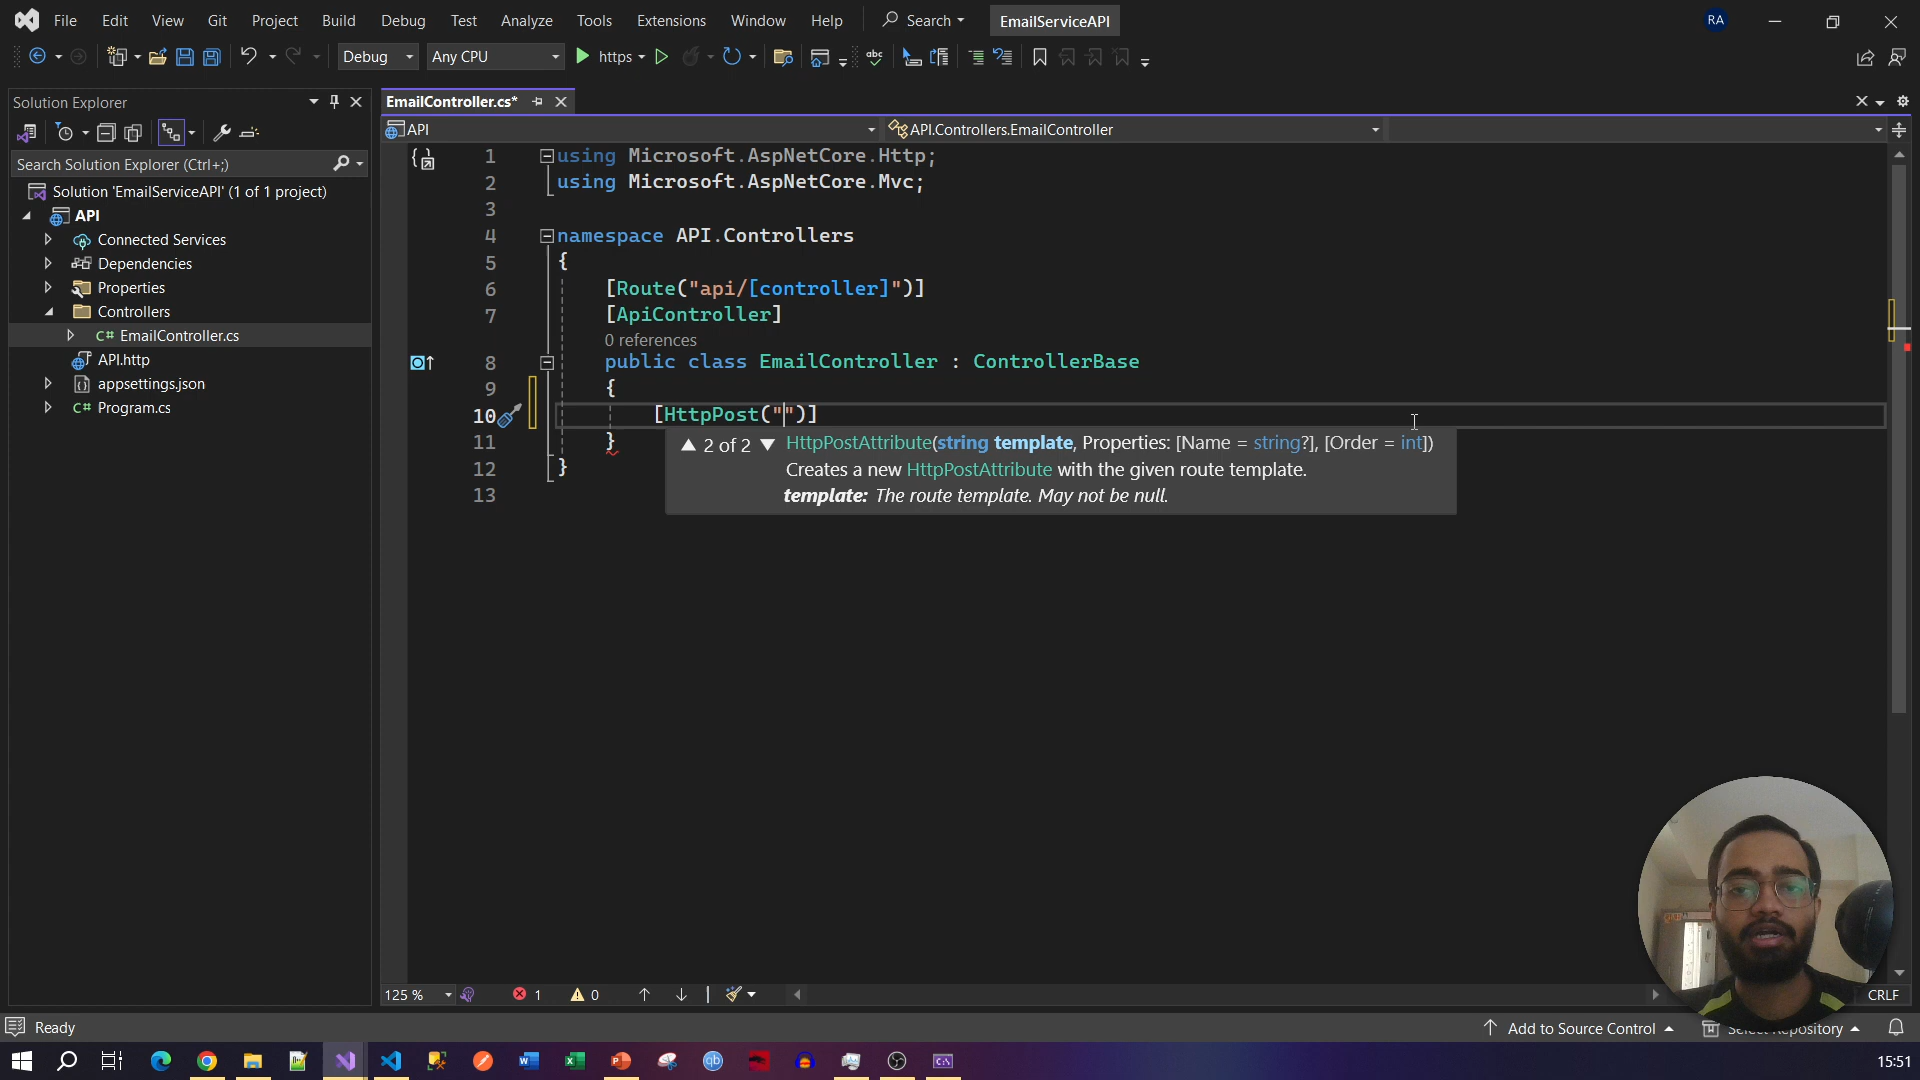 File Edit View Git Project Build Debug Test Analyze Tools Extensions Window Help Search EmailServiceAPI RA
Debug Any CPU https abc
Solution Explorer
Search Solution Explorer (Ctrl+;)
Solution 'EmailServiceAPI' (1 of 1 project)
API
Connected Services
Dependencies
Properties
Controllers
C# EmailController.cs
API.http
appsettings.json
C# Program.cs
EmailController.cs*
API API.Controllers.EmailController
1 using Microsoft.AspNetCore.Http;
2 using Microsoft.AspNetCore.Mvc;
3
4 namespace API.Controllers
5 {
6 [Route("api/[controller]")]
7 [ApiController]
0 references
8 public class EmailController : ControllerBase
9 {
10 [HttpPost("")]
11 }
12 }
13
2 of 2 HttpPostAttribute(string template, Properties: [Name = string?], [Order = int])
Creates a new HttpPostAttribute with the given route template.
template: The route template. May not be null.
125 % 1 0 CRLF
Ready Add to Source Control Select Repository
15:51